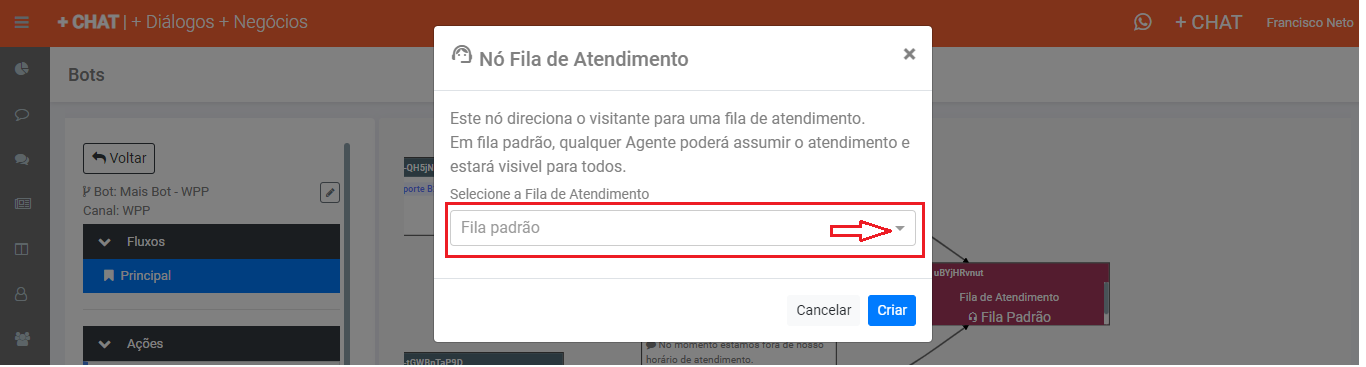 + CHAT | + Diálogos + Negócios
+ CHAT
Francisco Neto
Bots
Nó Fila de Atendimento
×
Este nó direciona o visitante para uma fila de atendimento.
Em fila padrão, qualquer Agente poderá assumir o atendimento e
estará visivel para todos.
Selecione a Fila de Atendimento
Fila padrão
Cancelar
Criar
Voltar
Bot: Mais Bot - WPP
Canal: WPP
Fluxos
Principal
Ações
-QH5jN
porte B
uBYjHRvnut
Fila de Atendimento
Fila Padrão
No momento estamos fora de nosso
horário de atendimento.
-tGWBnTaP9D